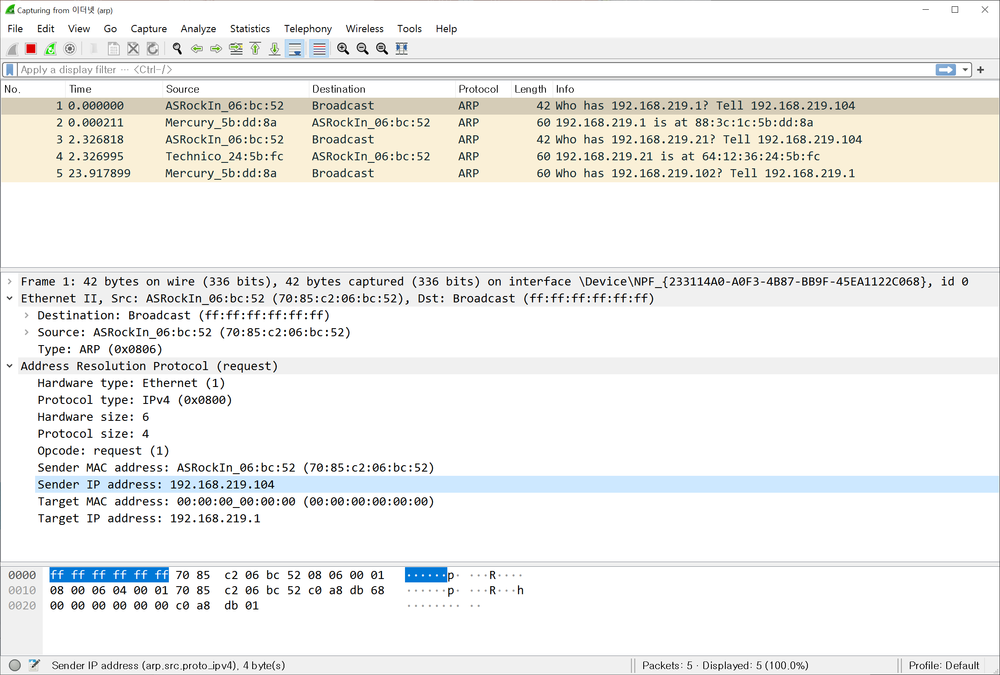 Capturing from 이더넷 (arp)
File Edit View Go Capture Analyze Statistics Telephony Wireless Tools Help
Apply a display filter ··· <Ctrl-/>
No. Time Source Destination Protocol Length Info
1 0.000000 ASRockIn_06:bc:52 Broadcast ARP 42 Who has 192.168.219.1? Tell 192.168.219.104
2 0.000211 Mercury_5b:dd:8a ASRockIn_06:bc:52 ARP 60 192.168.219.1 is at 88:3c:1c:5b:dd:8a
3 2.326818 ASRockIn_06:bc:52 Broadcast ARP 42 Who has 192.168.219.21? Tell 192.168.219.104
4 2.326995 Technico_24:5b:fc ASRockIn_06:bc:52 ARP 60 192.168.219.21 is at 64:12:36:24:5b:fc
5 23.917899 Mercury_5b:dd:8a Broadcast ARP 60 Who has 192.168.219.102? Tell 192.168.219.1
Frame 1: 42 bytes on wire (336 bits), 42 bytes captured (336 bits) on interface \Device\NPF_{233114A0-A0F3-4B87-BB9F-45EA1122C068}, id 0
Ethernet II, Src: ASRockIn_06:bc:52 (70:85:c2:06:bc:52), Dst: Broadcast (ff:ff:ff:ff:ff:ff)
Destination: Broadcast (ff:ff:ff:ff:ff:ff)
Source: ASRockIn_06:bc:52 (70:85:c2:06:bc:52)
Type: ARP (0x0806)
Address Resolution Protocol (request)
Hardware type: Ethernet (1)
Protocol type: IPv4 (0x0800)
Hardware size: 6
Protocol size: 4
Opcode: request (1)
Sender MAC address: ASRockIn_06:bc:52 (70:85:c2:06:bc:52)
Sender IP address: 192.168.219.104
Target MAC address: 00:00:00_00:00:00 (00:00:00:00:00:00)
Target IP address: 192.168.219.1
0000 ff ff ff ff ff ff 70 85 c2 06 bc 52 08 06 00 01 ······p· ···R····
0010 08 00 06 04 00 01 70 85 c2 06 bc 52 c0 a8 db 68 ······p· ···R···h
0020 00 00 00 00 00 00 c0 a8 db 01 ········ ··
Sender IP address (arp.src.proto_ipv4), 4 byte(s) Packets: 5 · Displayed: 5 (100.0%) Profile: Default